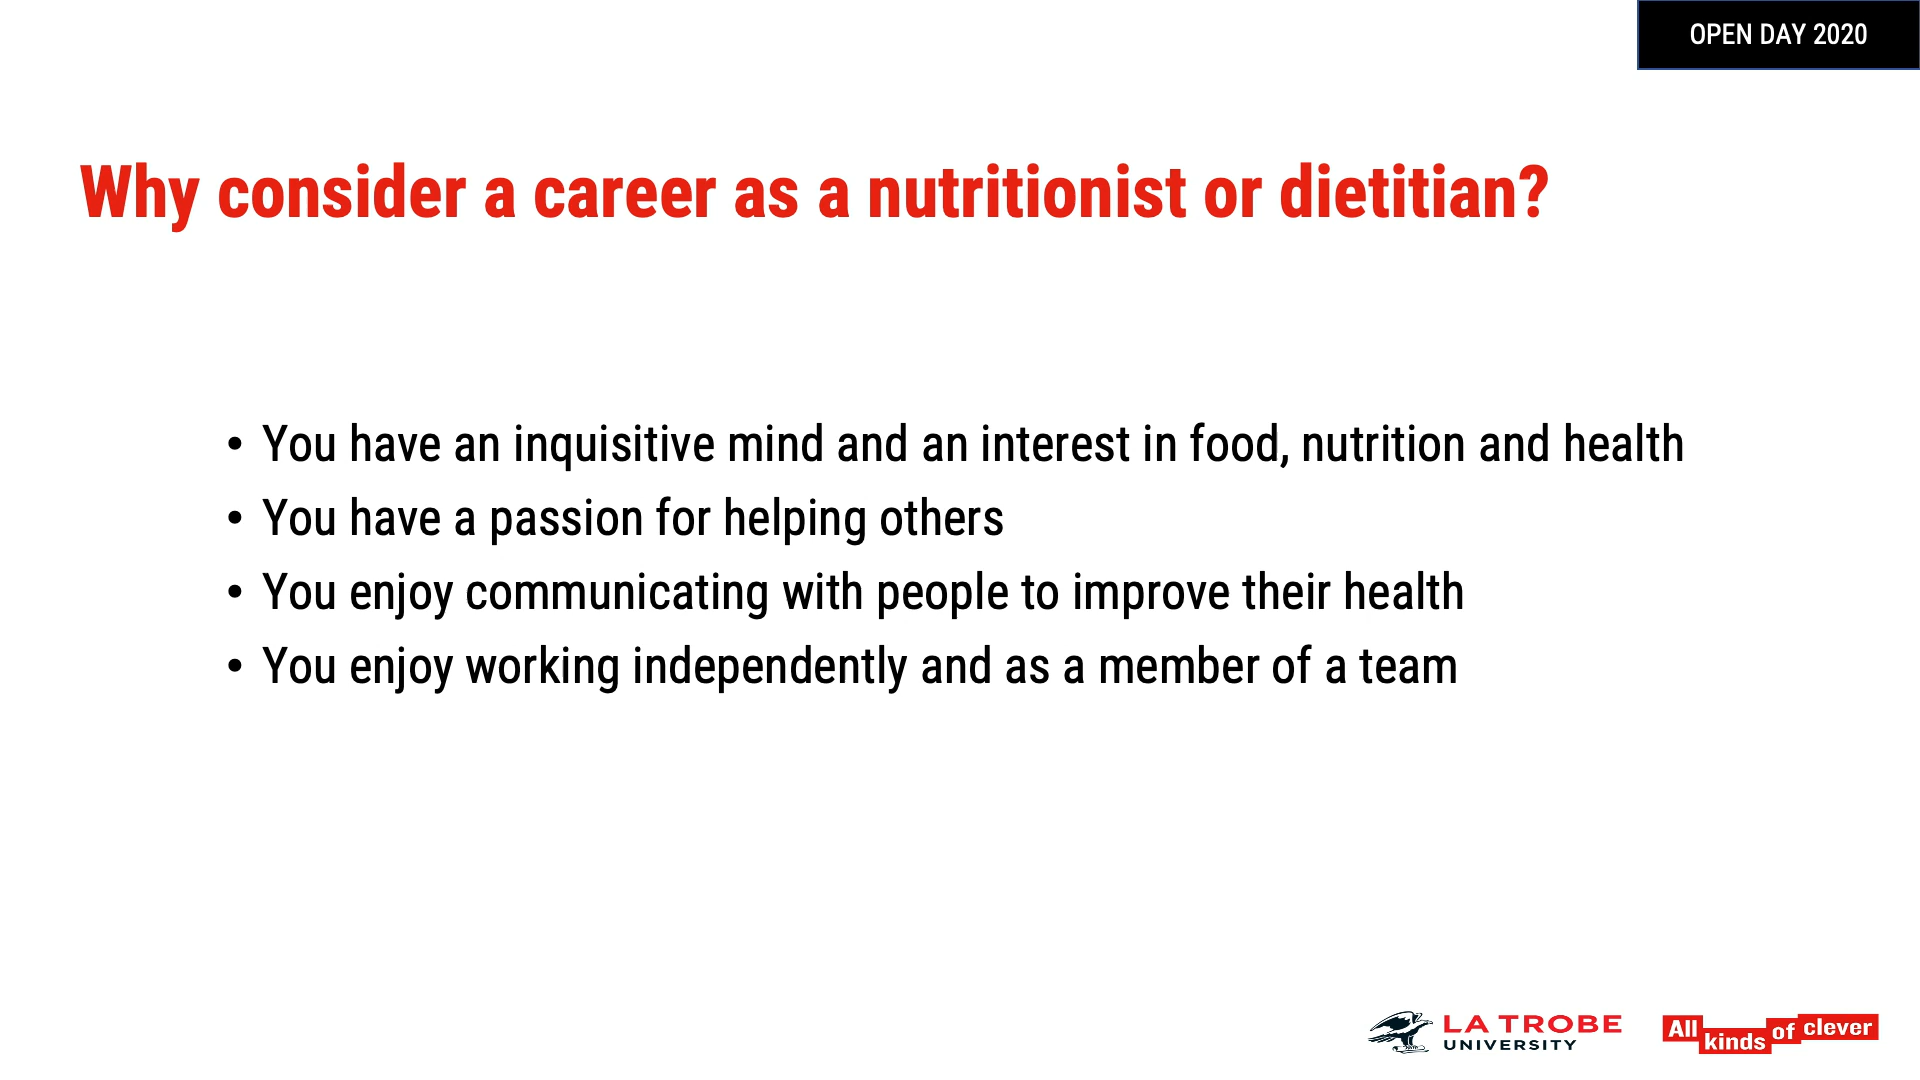 OPEN DAY 2020
Why consider a career as a nutritionist or dietitian?
• You have an inquisitive mind and an interest in food, nutrition and health
• You have a passion for helping others
• You enjoy communicating with people to improve their health
• You enjoy working independently and as a member of a team
LA TROBE
UNIVERSITY
All kinds of clever